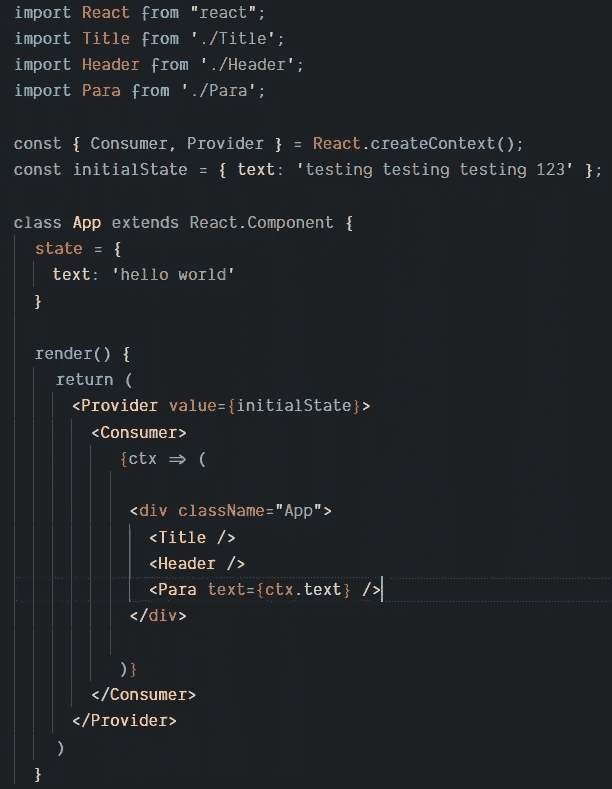 import React from "react";
import Title from './Title';
import Header from './Header';
import Para from './Para';
const { Consumer, Provider } = React.createContext();
const initialState = { text: 'testing testing testing 123' };
class App extends React.Component {
state = {
text: 'hello world'
}
render() {
return (
<Provider value={initialState}>
<Consumer>
{ctx => (
<div className="App">
<Title />
<Header />
<Para text={ctx.text} />
</div>
)}
</Consumer>
</Provider>
)
}